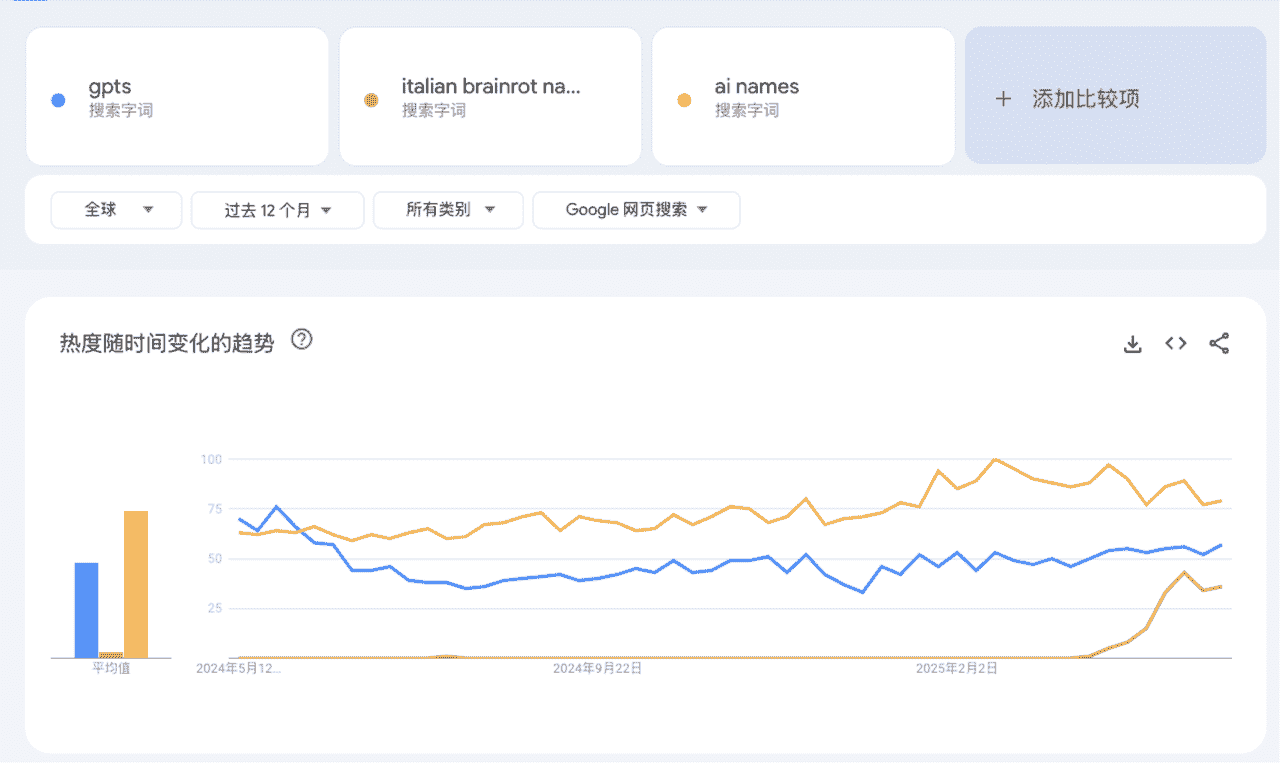 gpts
搜索字词
italian brainrot na...
搜索字词
ai names
搜索字词
+ 添加比较项
全球
过去 12 个月
所有类别
Google 网页搜索
热度随时间变化的趋势
100
75
50
25
平均值
2024年5月12...
2024年9月22日
2025年2月2日